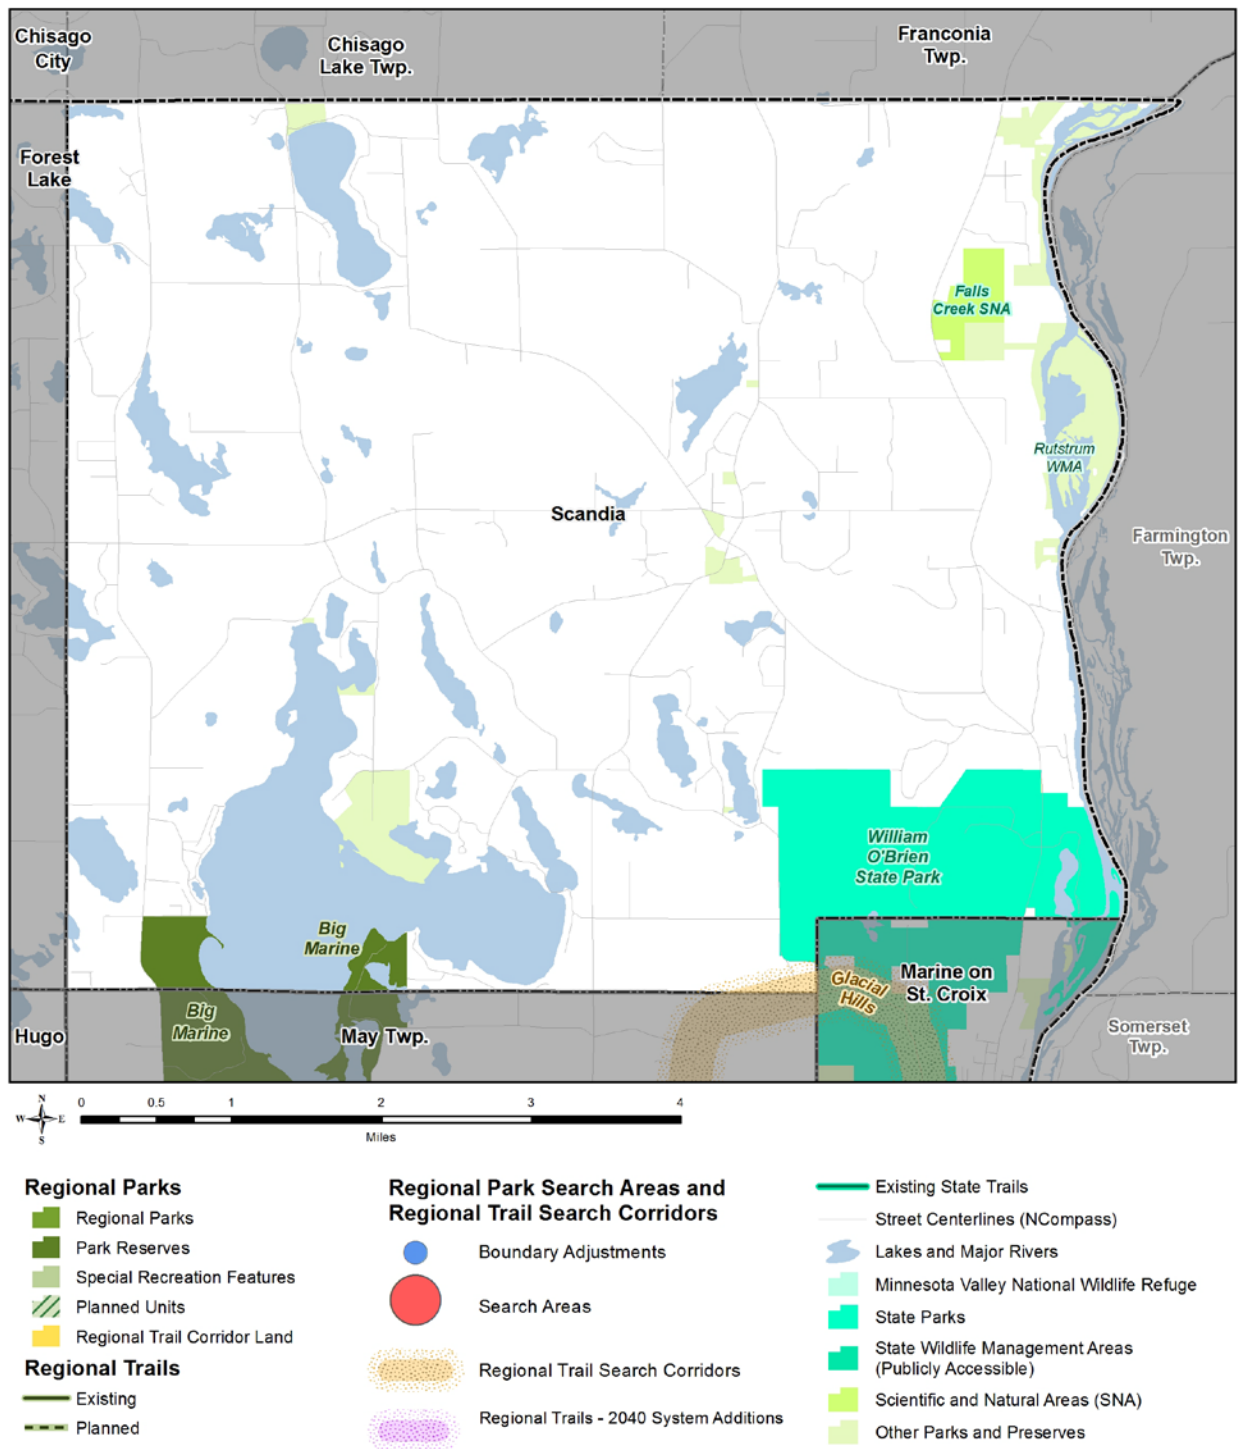 Chisago
City
Chisago
Lake Twp.
Franconia
Twp.
Forest
Lake
Falls
Creek SNA
Rutstrum
WMA
Scandia
Farmington
Twp.
William
O'Brien
State Park
Big
Marine
Glacial
Hills
Marine on
St. Croix
Big
Marine
Hugo
May Twp.
Somerset
Twp.
N
W E
S
0 0.5 1 2 3 4
Miles
Regional Parks
Regional Parks
Park Reserves
Special Recreation Features
Planned Units
Regional Trail Corridor Land
Regional Trails
Existing
Planned
Regional Park Search Areas and
Regional Trail Search Corridors
Boundary Adjustments
Search Areas
Regional Trail Search Corridors
Regional Trails - 2040 System Additions
Existing State Trails
Street Centerlines (NCompass)
Lakes and Major Rivers
Minnesota Valley National Wildlife Refuge
State Parks
State Wildlife Management Areas
(Publicly Accessible)
Scientific and Natural Areas (SNA)
Other Parks and Preserves